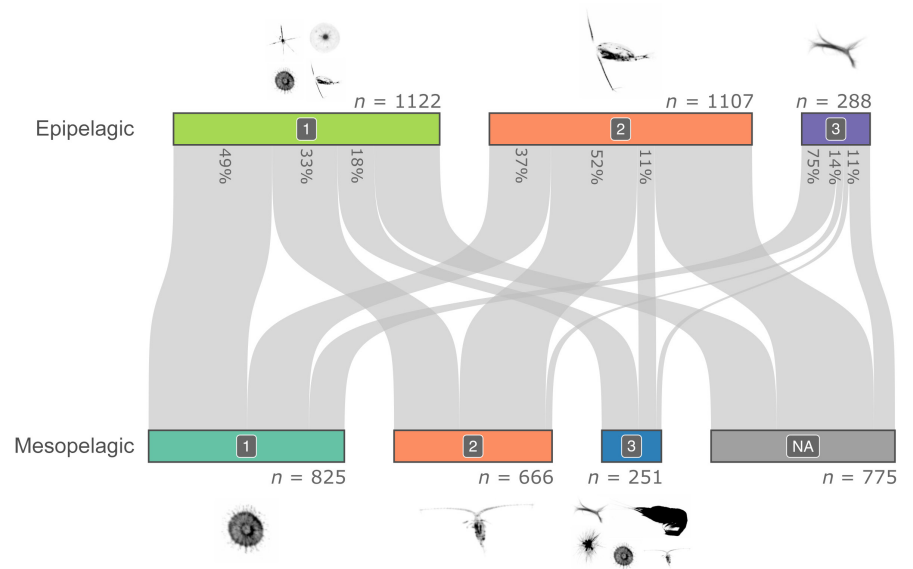 n = 1122
n = 1107
n = 288
Epipelagic
1
2
3
49%
33%
18%
37%
52%
11%
75%
14%
11%
Mesopelagic
1
2
3
NA
n = 825
n = 666
n = 251
n = 775